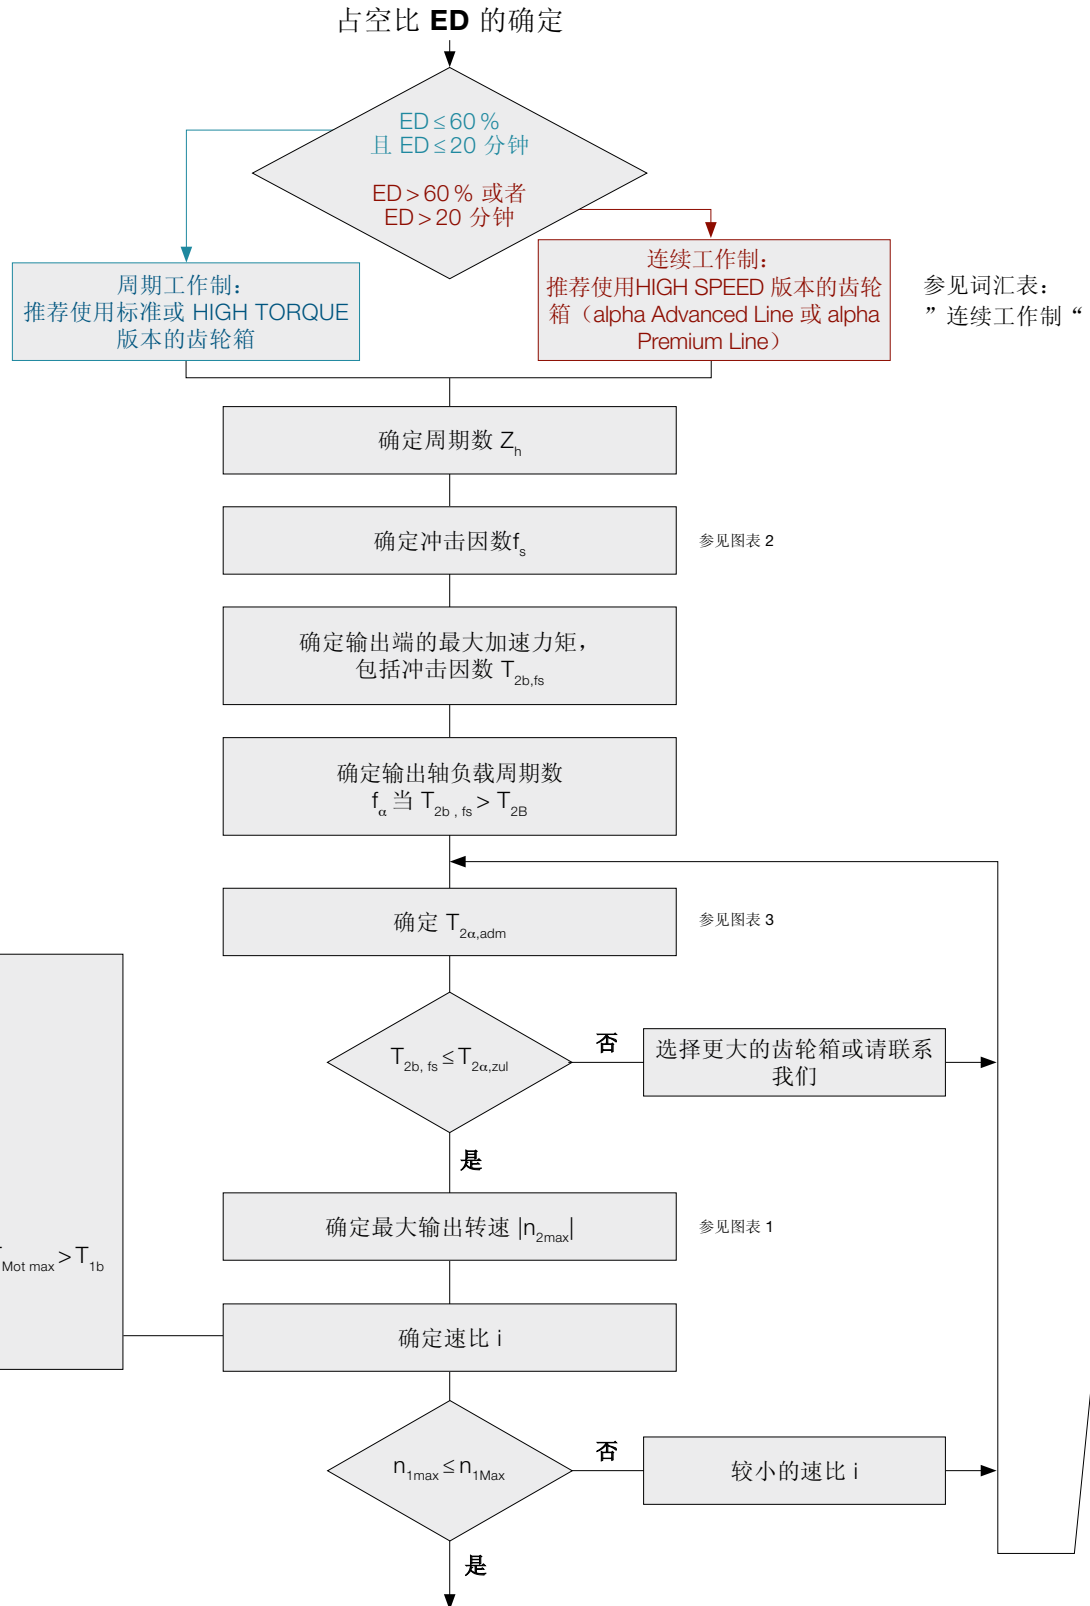 占空比 ED 的确定
ED ≤ 60 %
且 ED ≤ 20 分钟
ED > 60 % 或者
ED > 20 分钟
周期工作制：
推荐使用标准或 HIGH TORQUE
版本的齿轮箱
连续工作制：
推荐使用HIGH SPEED 版本的齿轮
箱（alpha Advanced Line 或 alpha
Premium Line）
参见词汇表：
” 连续工作制 “
确定周期数 Zh
确定冲击因数fs
参见图表 2
确定输出端的最大加速力矩，
包括冲击因数 T2b,fs
确定输出轴负载周期数
fα 当 T2b , fs > T2B
确定 T2α,adm
参见图表 3
T2b, fs ≤ T2α,zul
否
选择更大的齿轮箱或请联系
我们
是
确定最大输出转速 |n2max|
参见图表 1
Mot max > T1b
确定速比 i
n1max ≤ n1Max
否
较小的速比 i
是